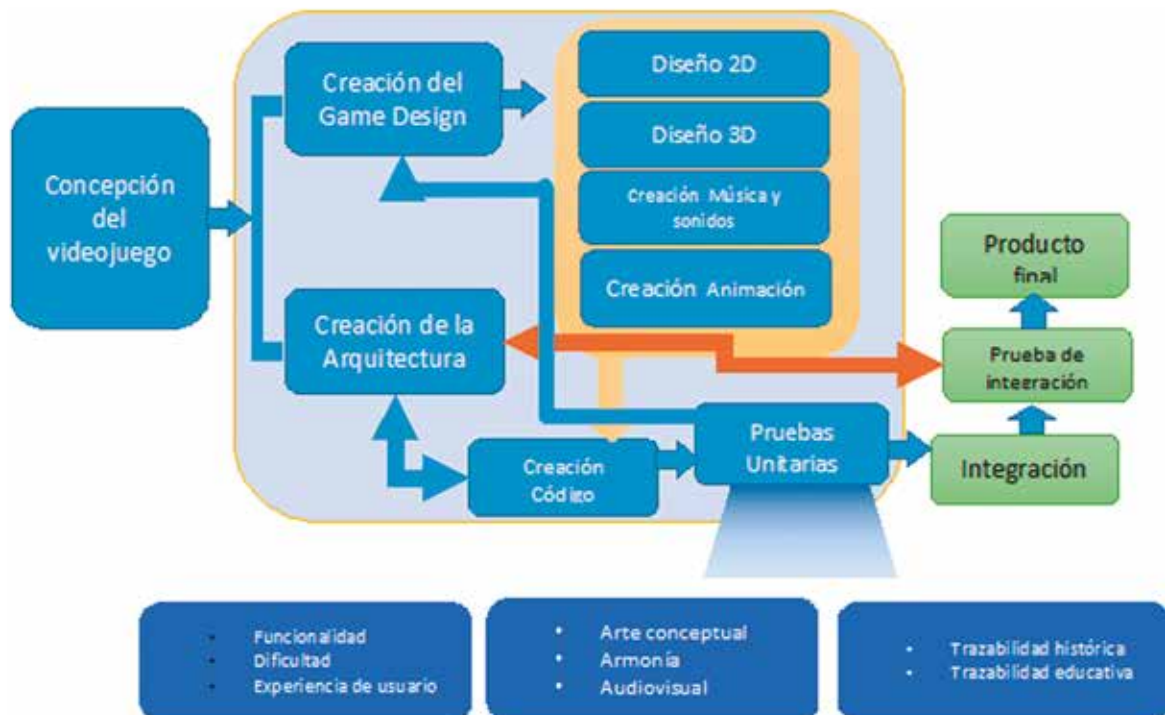 Concepción
del
videojuego
Creación del
Game Design
Creación de la
Arquitectura
Diseño 2D
Diseño 3D
Creación Música y
sonidos
Creación Animación
Creación
Código
Pruebas
Unitarias
Producto
final
Prueba de
integración
Integración
• Funcionalidad
• Dificultad
• Experiencia de usuario
• Arte conceptual
• Armonía
• Audiovisual
• Trazabilidad histórica
• Trazabilidad educativa